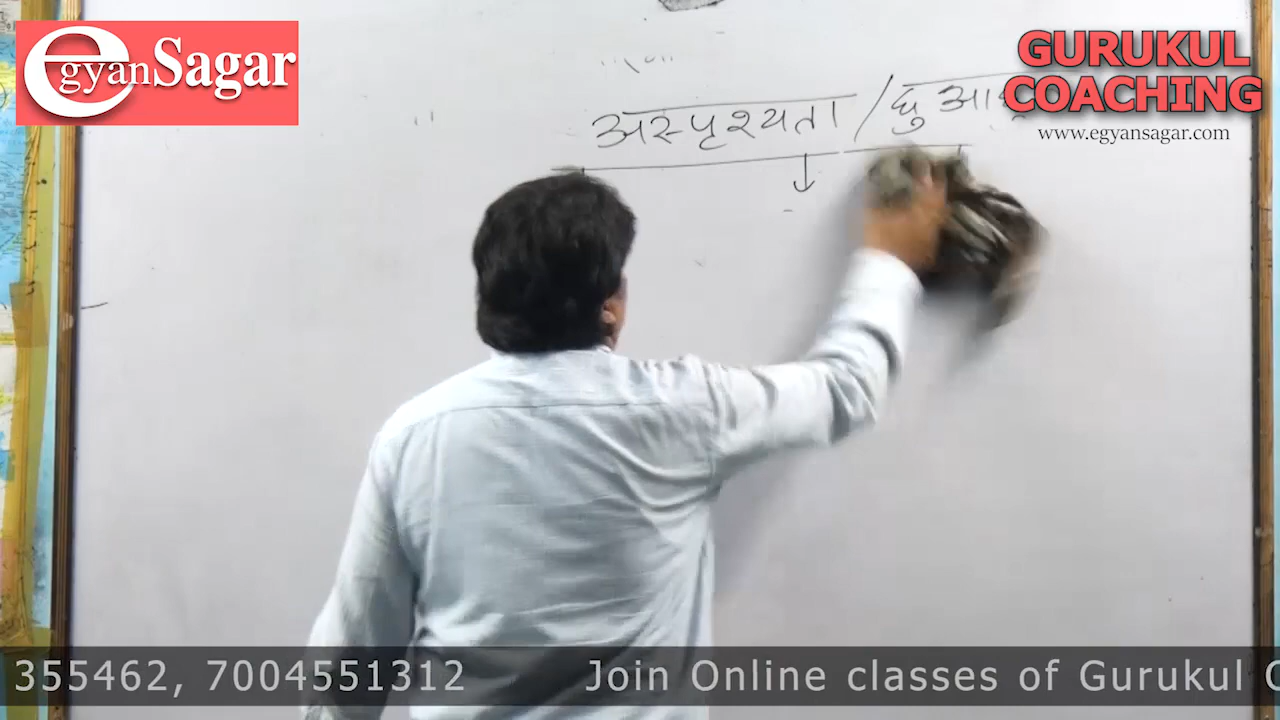 egyanSagar
GURUKUL
COACHING
www.egyansagar.com
अस्पृश्यता /
355462, 7004551312 Join Online classes of Gurukul